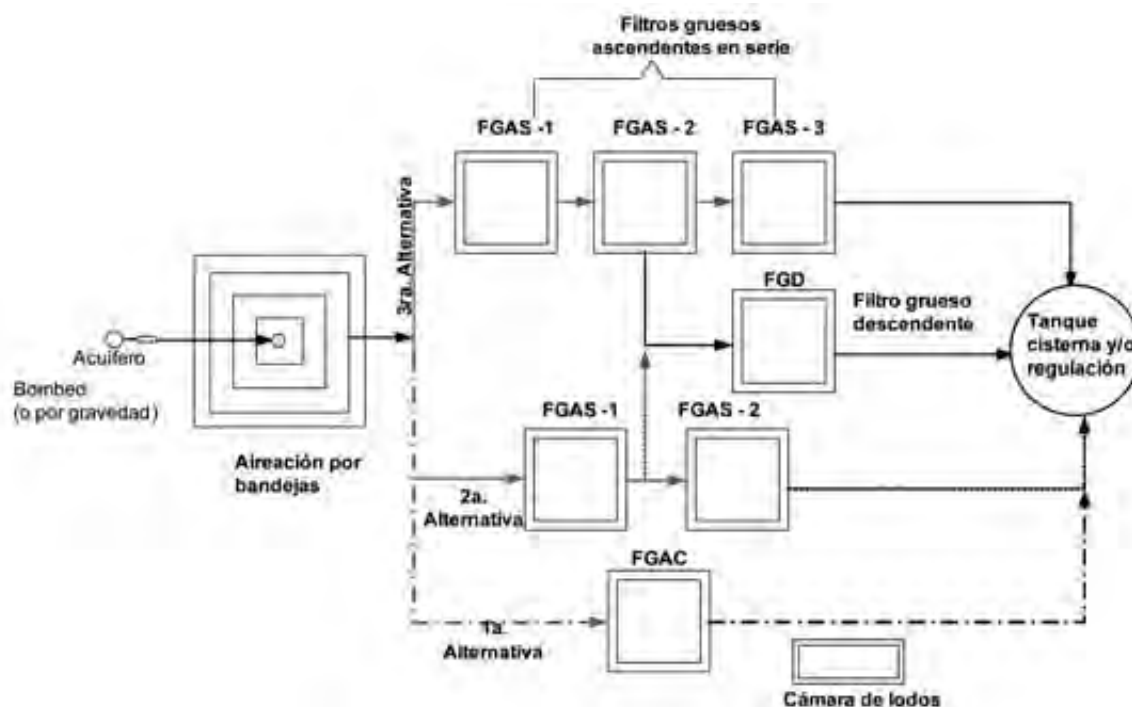 Filtros gruesos
ascendentes en serie
FGAS -1
FGAS - 2
FGAS - 3
3ra. Alternativa
FGD
Filtro grueso
descendente
Tanque
cisterna y/o
regulación
Acuífero
Bombeo
(o por gravedad)
Aireación por
bandejas
FGAS -1
FGAS - 2
2a.
Alternativa
FGAC
1a.
Alternativa
Cámara de lodos